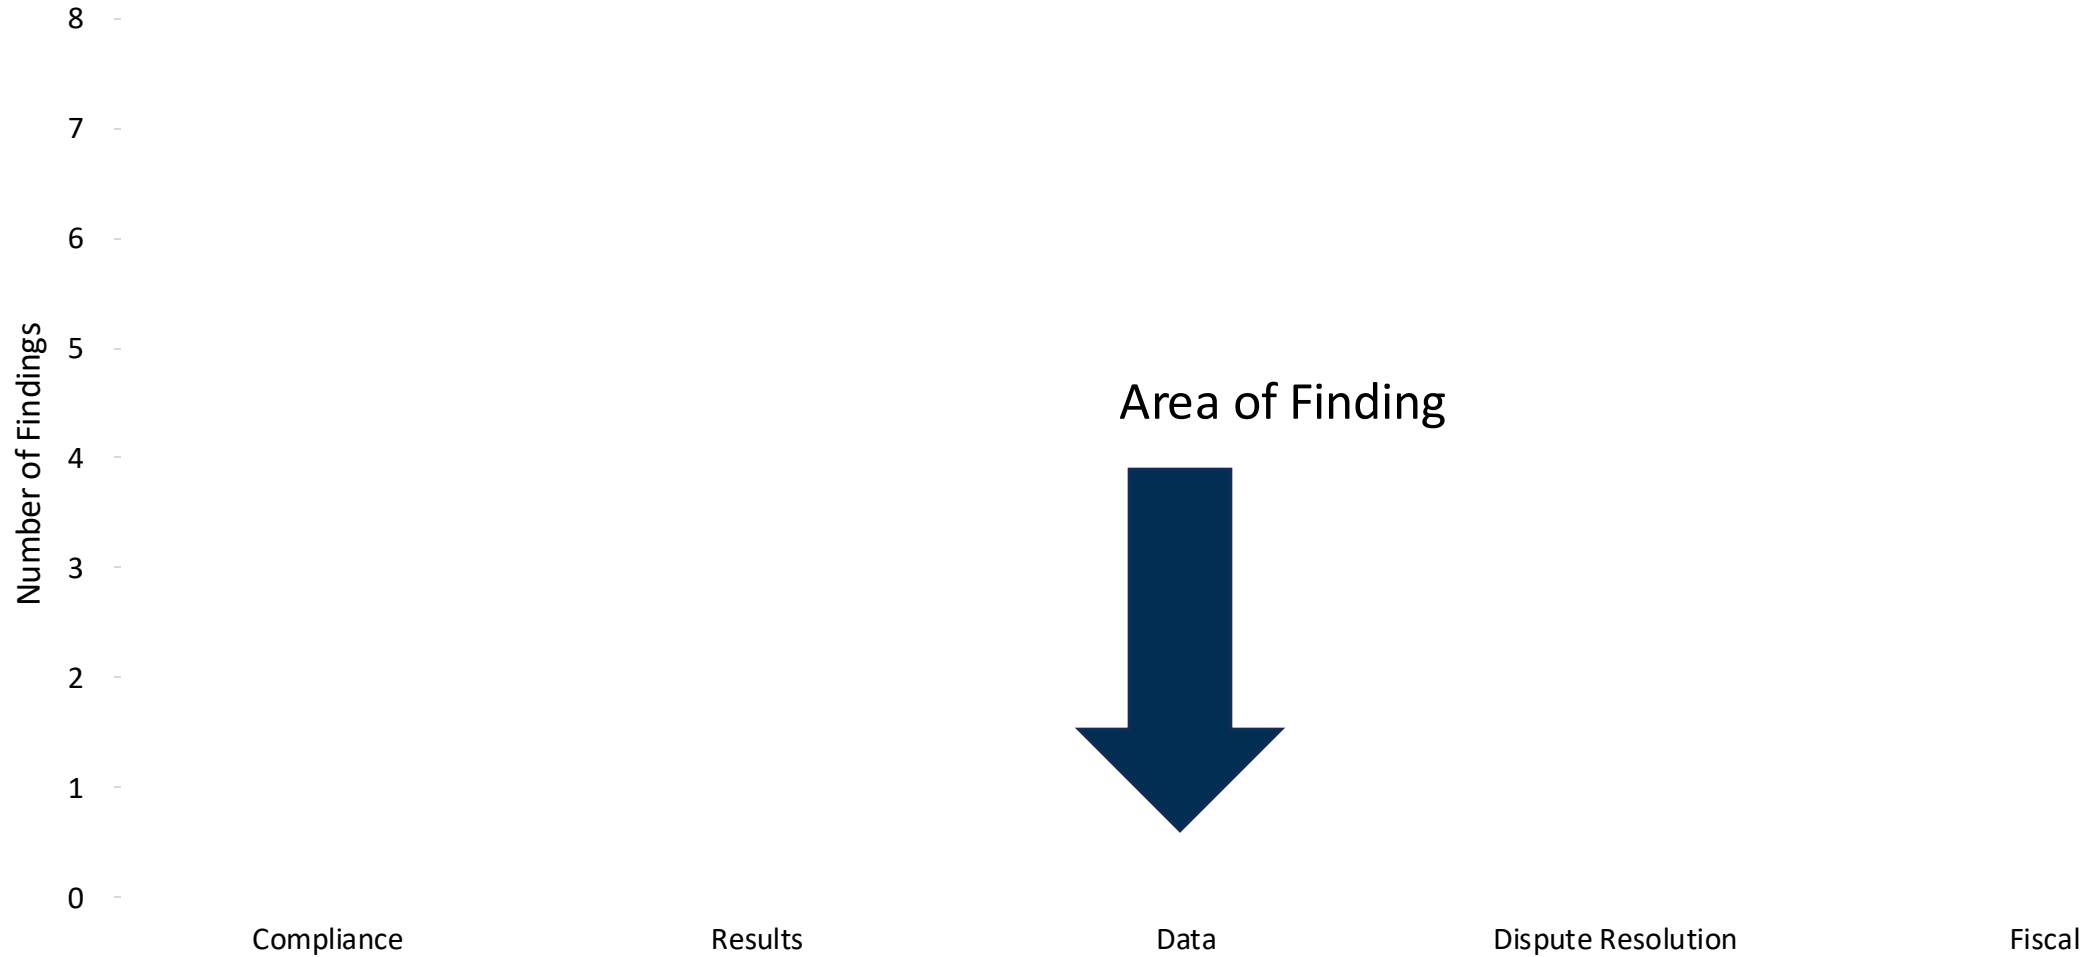 8
7
6
5
4
3
2
1
0
Number of Findings
Area of Finding
Compliance
Results
Data
Dispute Resolution
Fiscal